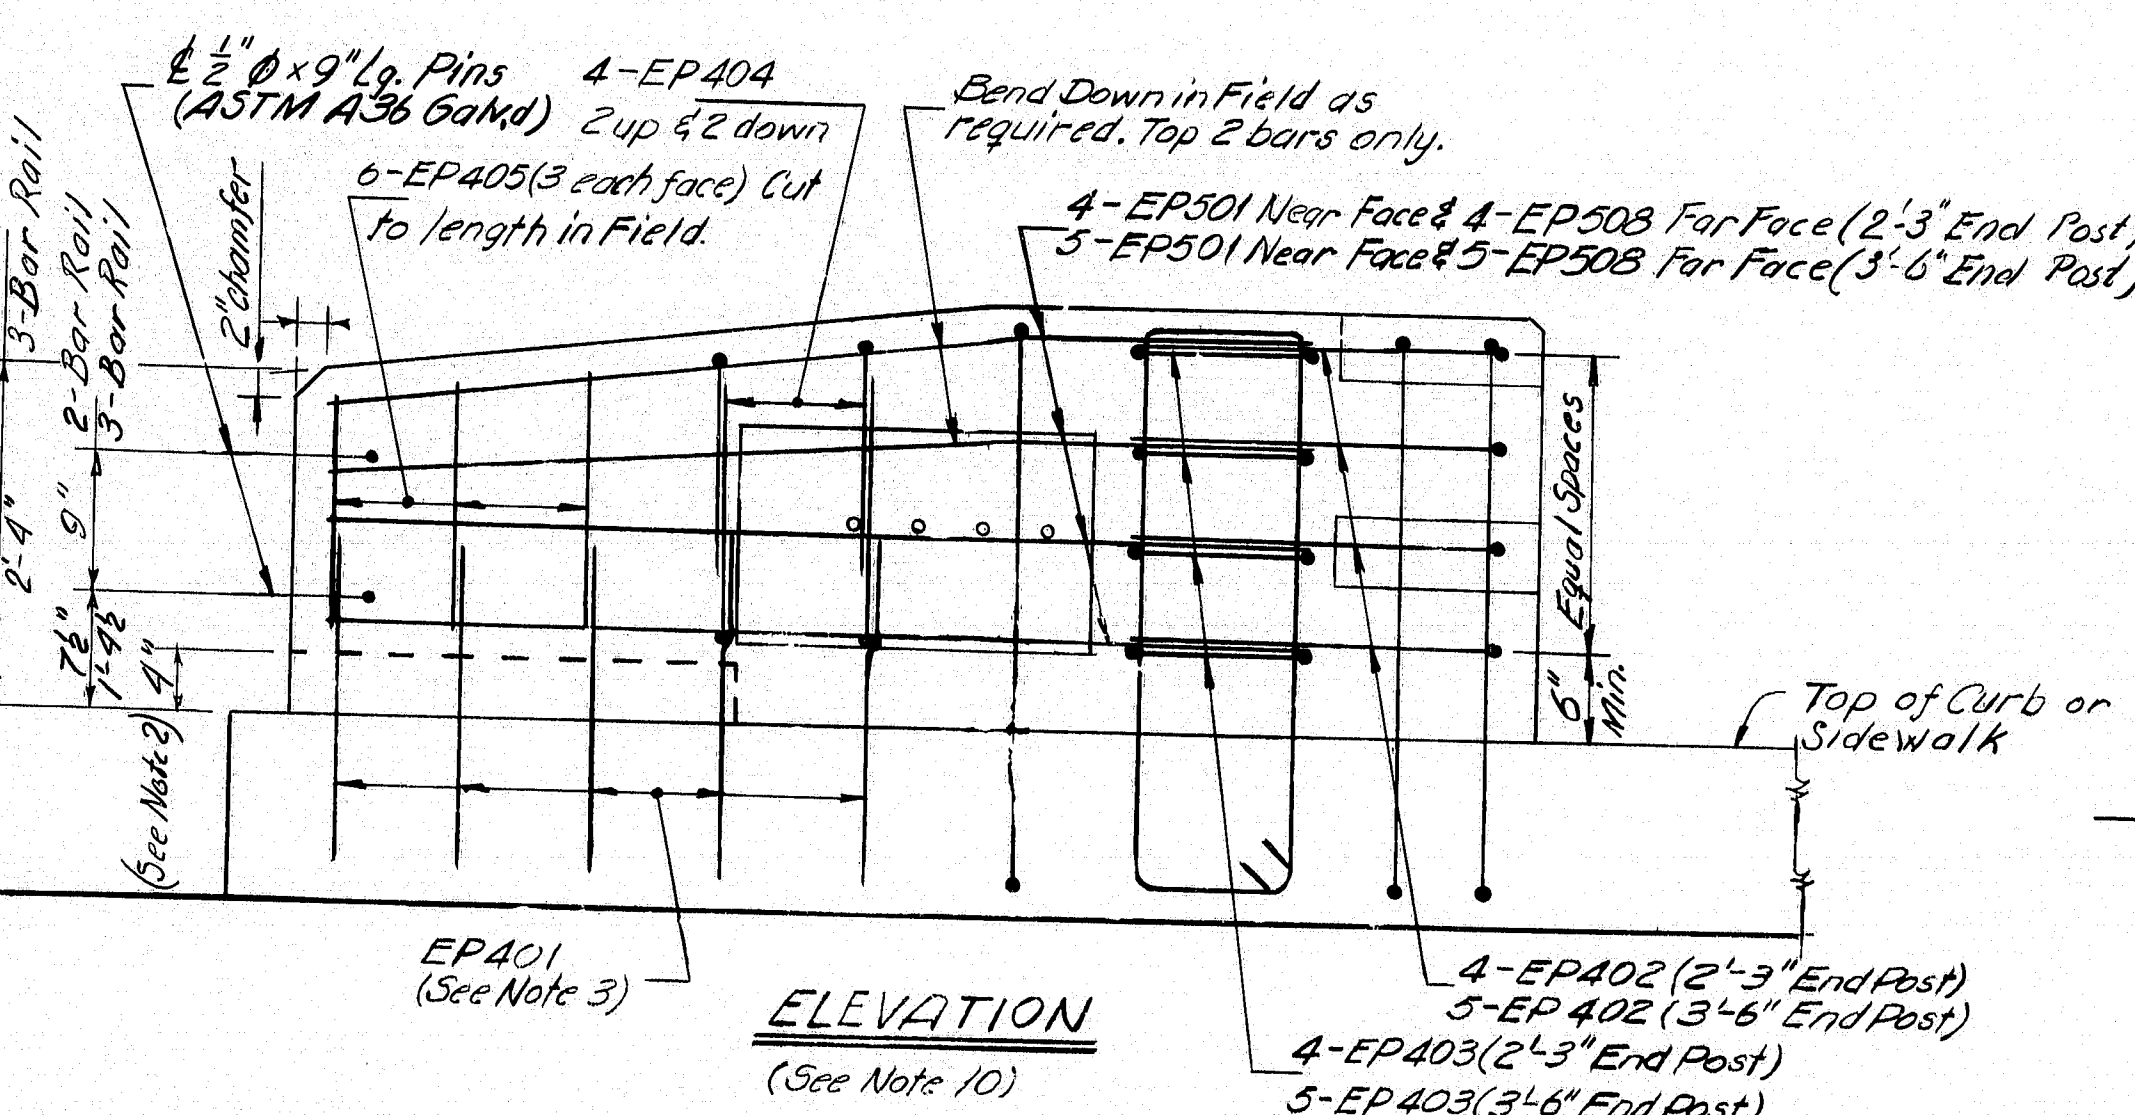 ℄ ½" Φ x 9" Lg. Pins
(ASTM A36 Galv,d)
4-EP404
2 up & 2 down
Bend Down in Field as
required. Top 2 bars only.
6-EP405 (3 each face) Cut
to length in Field.
4-EP501 Near Face & 4-EP508 Far Face (2'-3" End Post)
5-EP501 Near Face & 5-EP508 Far Face (3'-6" End Post)
3-Bar Rail
2-Bar Rail
3-Bar Rail
2" chamfer
2'-4"
9"
7½"
1'-4½
4"
(See Note 2)
Equal Spaces
6"
Min.
Top of Curb or
Sidewalk
EP401
(See Note 3)
ELEVATION
(See Note 10)
4-EP402 (2'-3" End Post)
5-EP402 (3'-6" End Post)
4-EP403 (2'-3" End Post)
5-EP403 (3'-6" End Post)